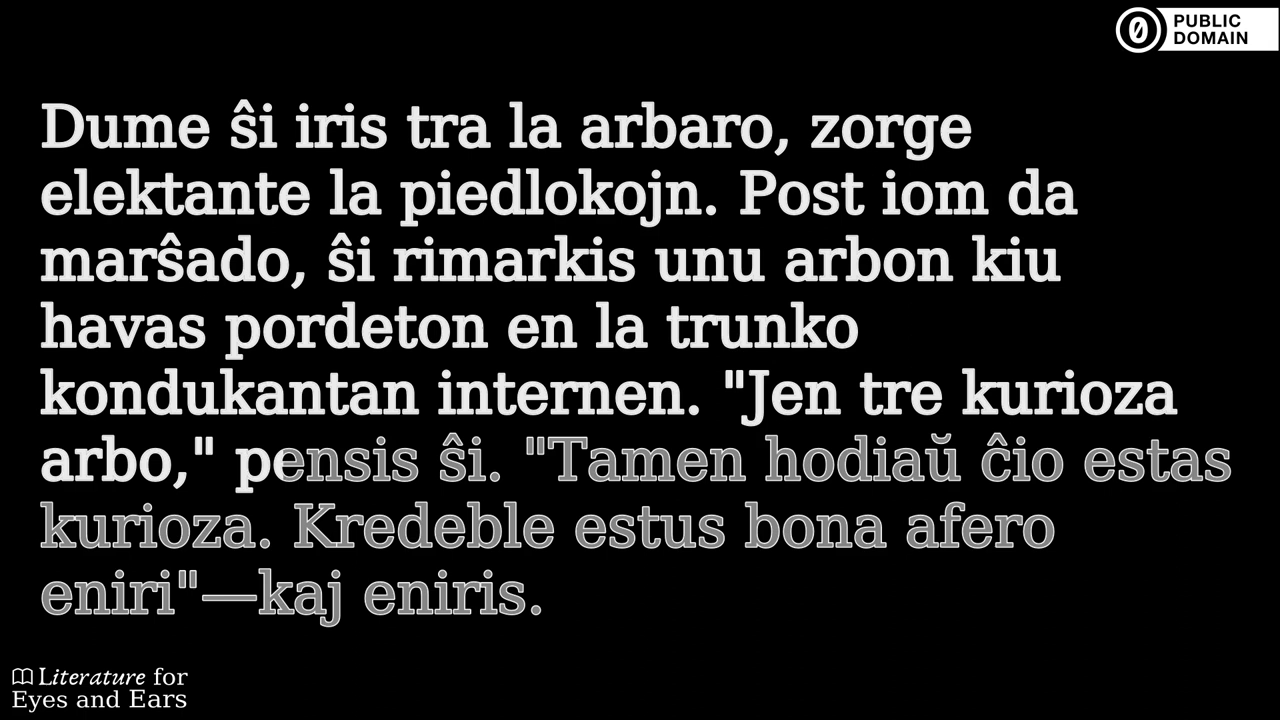 PUBLIC
DOMAIN
Dume ŝi iris tra la arbaro, zorge
elektante la piedlokojn. Post iom da
marŝado, ŝi rimarkis unu arbon kiu
havas pordeton en la trunko
kondukantan internen. "Jen tre kurioza
arbo," pensis ŝi. "Tamen hodiaŭ ĉio estas
kurioza. Kredeble estus bona afero
eniri"—kaj eniris.
Literature for
Eyes and Ears